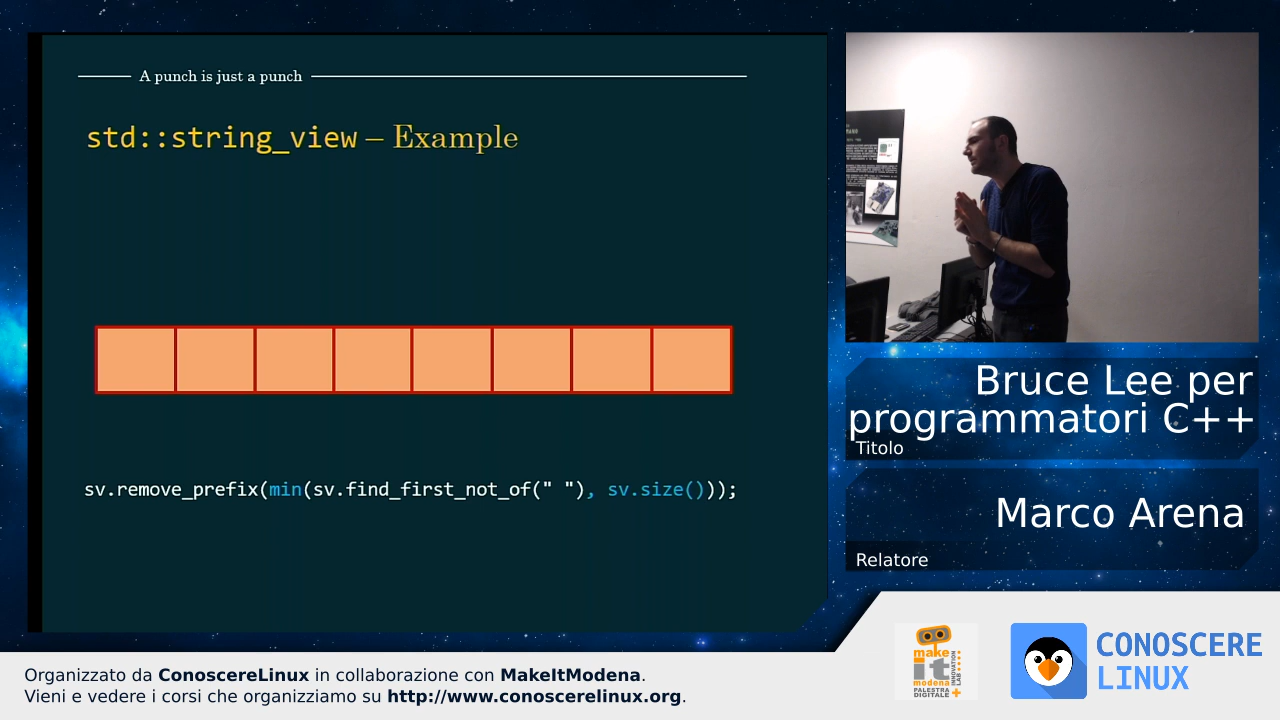 A punch is just a punch
std::string_view – Example
sv.remove_prefix(min(sv.find_first_not_of(" "), sv.size()));
Bruce Lee per
programmatori C++
Titolo
Marco Arena
Relatore
make
it
modena
PALESTRA
DIGITALE
INNOVATION
LAB
CONOSCERE
LINUX
Organizzato da ConoscereLinux in collaborazione con MakeItModena.
Vieni e vedere i corsi che organizziamo su http://www.conoscerelinux.org.